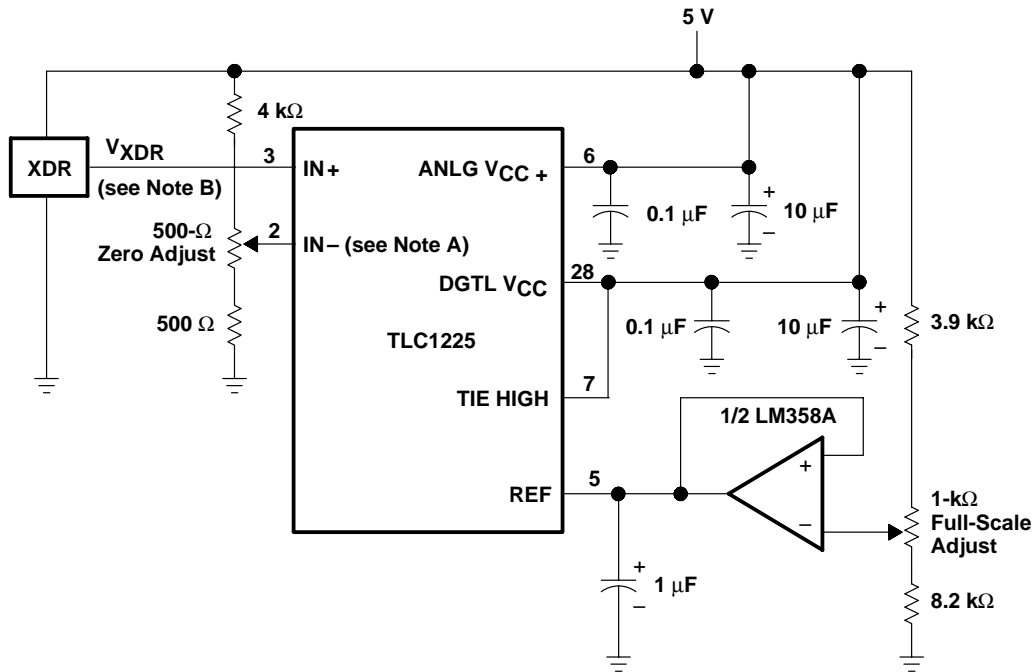 5 V
4 kΩ
XDR
VXDR
(see Note B)
3
IN+
ANLG VCC +
6
0.1 µF
+
10 µF
–
500-Ω
Zero Adjust
2
IN– (see Note A)
DGTL VCC
28
500 Ω
TLC1225
0.1 µF
+
10 µF
–
3.9 kΩ
TIE HIGH
7
1/2 LM358A
+
–
REF
5
1-kΩ
Full-Scale
Adjust
+
1 µF
–
8.2 kΩ